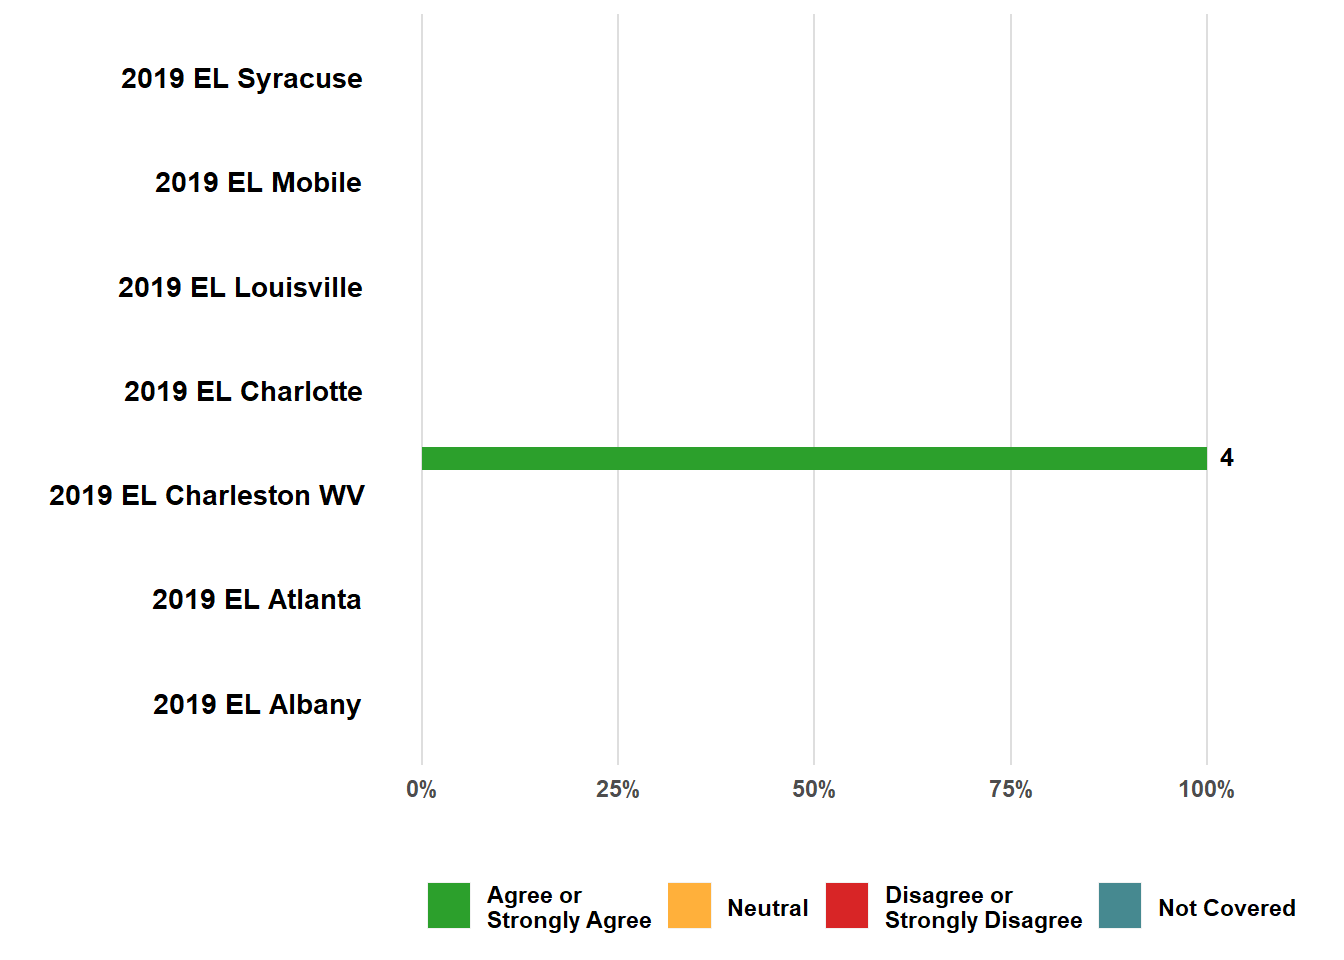 2019 EL Syracuse
2019 EL Mobile
2019 EL Louisville
2019 EL Charlotte
4
2019 EL Charleston WV
2019 EL Atlanta
2019 EL Albany
0% 25% 50% 75% 100%
Agree or
Strongly Agree
Neutral
Disagree or
Strongly Disagree
Not Covered